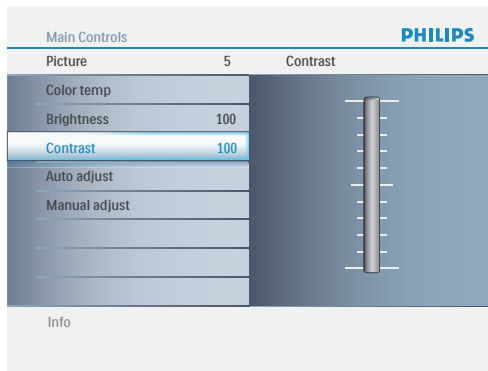 Main Controls PHILIPS
Picture 5 Contrast
Color temp
Brightness 100
Contrast 100
Auto adjust
Manual adjust
Info